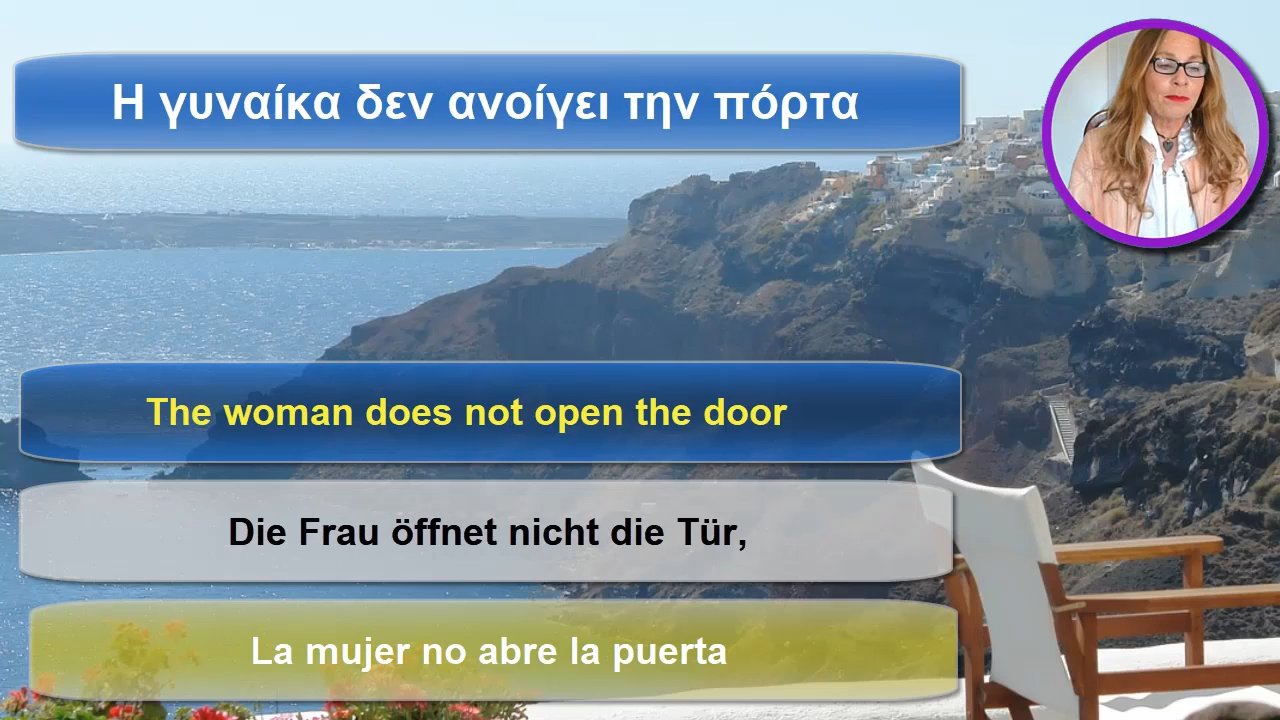 Η γυναίκα δεν ανοίγει την πόρτα
The woman does not open the door
Die Frau öffnet nicht die Tür,
La mujer no abre la puerta